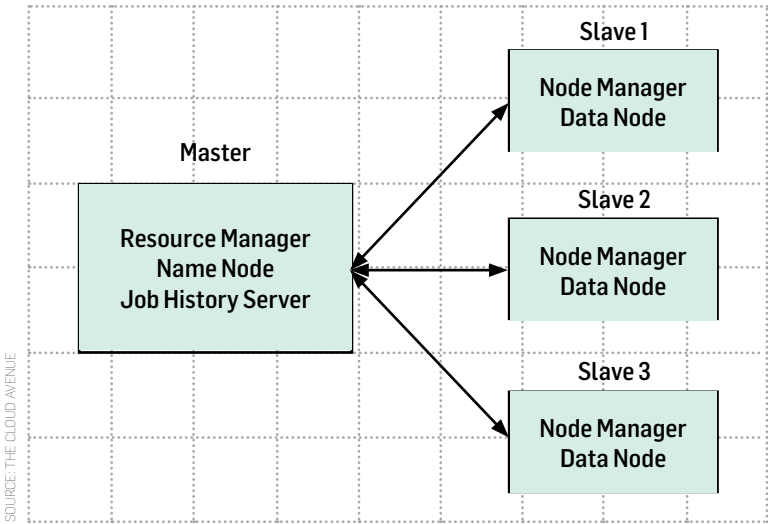 Master
Resource Manager
Name Node
Job History Server
Slave 1
Node Manager
Data Node
Slave 2
Node Manager
Data Node
Slave 3
Node Manager
Data Node
SOURCE: THE CLOUD AVENUE